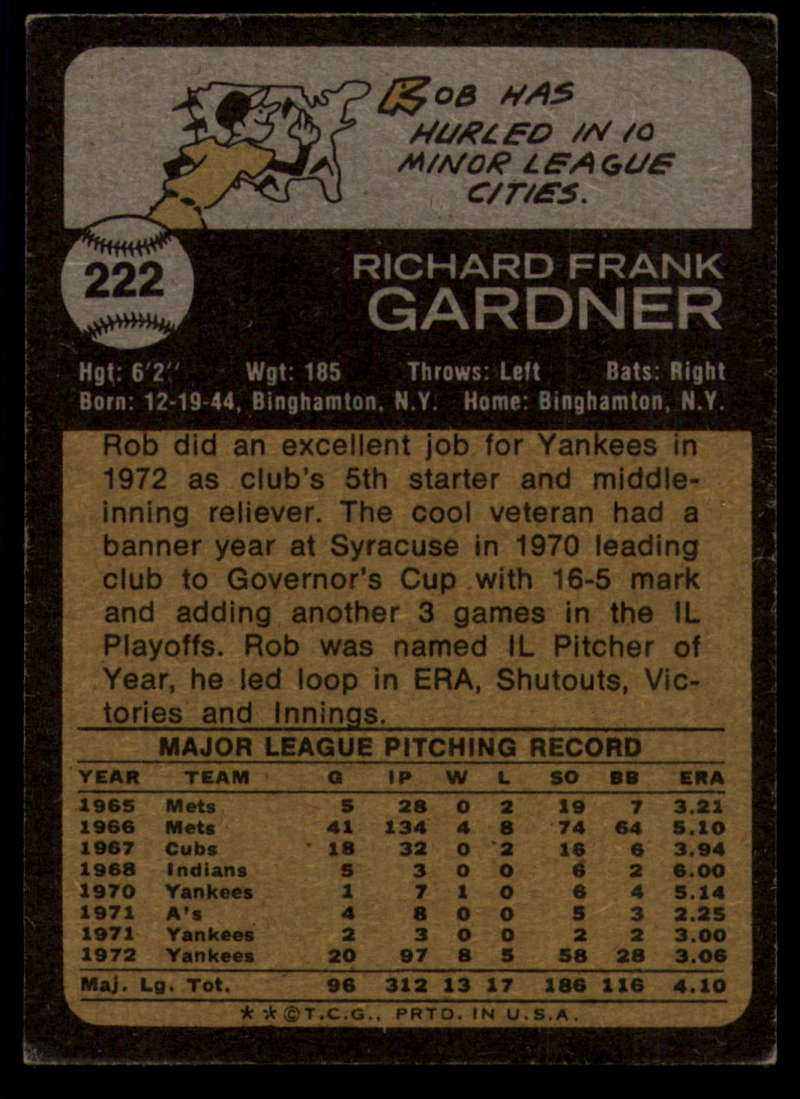 ROB HAS
HURLED IN 10
MINOR LEAGUE
CITIES.
222
RICHARD FRANK
GARDNER
Hgt: 6'2" Wgt: 185 Throws: Left Bats: Right
Born: 12-19-44, Binghamton, N.Y. Home: Binghamton, N.Y.
Rob did an excellent job for Yankees in
1972 as club's 5th starter and middle-
inning reliever. The cool veteran had a
banner year at Syracuse in 1970 leading
club to Governor's Cup with 16-5 mark
and adding another 3 games in the IL
Playoffs. Rob was named IL Pitcher of
Year, he led loop in ERA, Shutouts, Vic-
tories and Innings.
MAJOR LEAGUE PITCHING RECORD
YEAR TEAM G IP W L SO BB ERA
1965 Mets 5 28 0 2 19 7 3.21
1966 Mets 41 134 4 8 74 64 5.10
1967 Cubs 18 32 0 2 16 6 3.94
1968 Indians 5 3 0 0 6 2 6.00
1970 Yankees 1 7 1 0 6 4 5.14
1971 A's 4 8 0 0 5 3 2.25
1971 Yankees 2 3 0 0 2 2 3.00
1972 Yankees 20 97 8 5 58 28 3.06
Maj. Lg. Tot. 96 312 13 17 186 116 4.10
* * © T.C.G., PRTD. IN U.S.A.